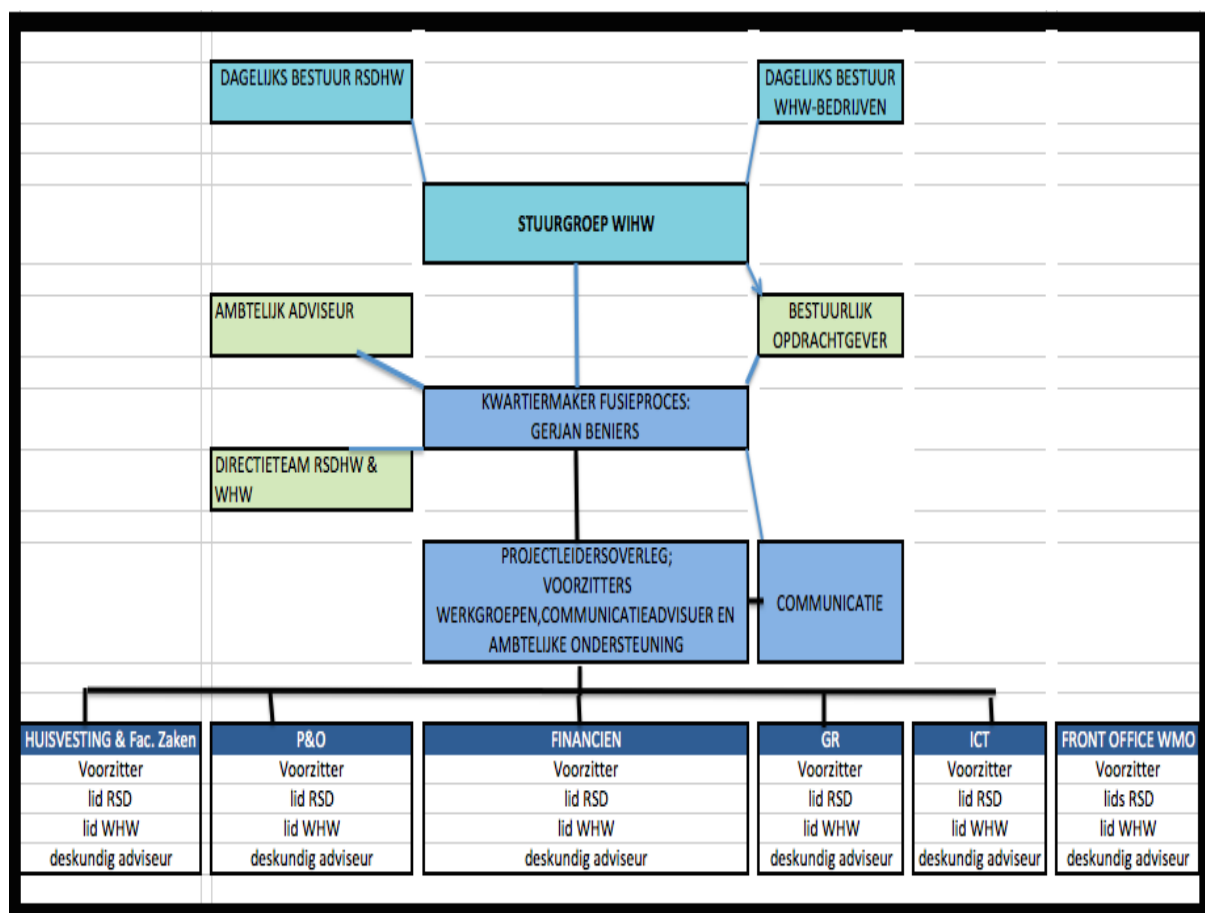 DAGELIJKS BESTUUR RSDHW
DAGELIJKS BESTUUR
WHW-BEDRIJVEN
STUURGROEP WIHW
AMBTELIJK ADVISEUR
BESTUURLIJK
OPDRACHTGEVER
KWARTIERMAKER FUSIEPROCES:
GERJAN BENIERS
DIRECTIETEAM RSDHW &
WHW
PROJECTLEIDERSOVERLEG;
VOORZITTERS
WERKGROEPEN,COMMUNICATIEADVISUER EN
AMBTELIJKE ONDERSTEUNING
COMMUNICATIE
HUISVESTING & Fac. Zaken
Voorzitter
lid RSD
lid WHW
deskundig adviseur
P&O
Voorzitter
lid RSD
lid WHW
deskundig adviseur
FINANCIEN
Voorzitter
lid RSD
lid WHW
deskundig adviseur
GR
Voorzitter
lid RSD
lid WHW
deskundig adviseur
ICT
Voorzitter
lid RSD
lid WHW
deskundig adviseur
FRONT OFFICE WMO
Voorzitter
lids RSD
lid WHW
deskundig adviseur